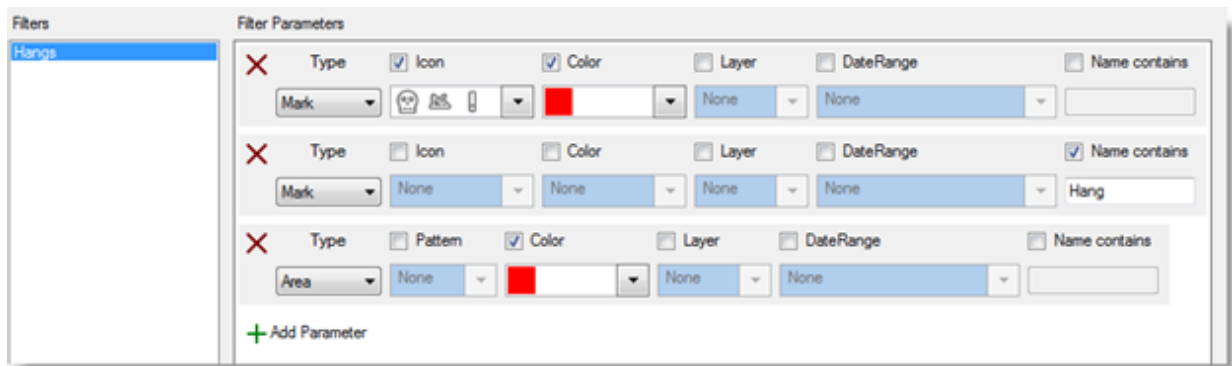 Filters Filter Parameters
Hangs
Type Icon Color Layer DateRange Name contains
Mark None None
Type Icon Color Layer DateRange Name contains
Mark None None None None Hang
Type Pattern Color Layer DateRange Name contains
Area None None None
Add Parameter